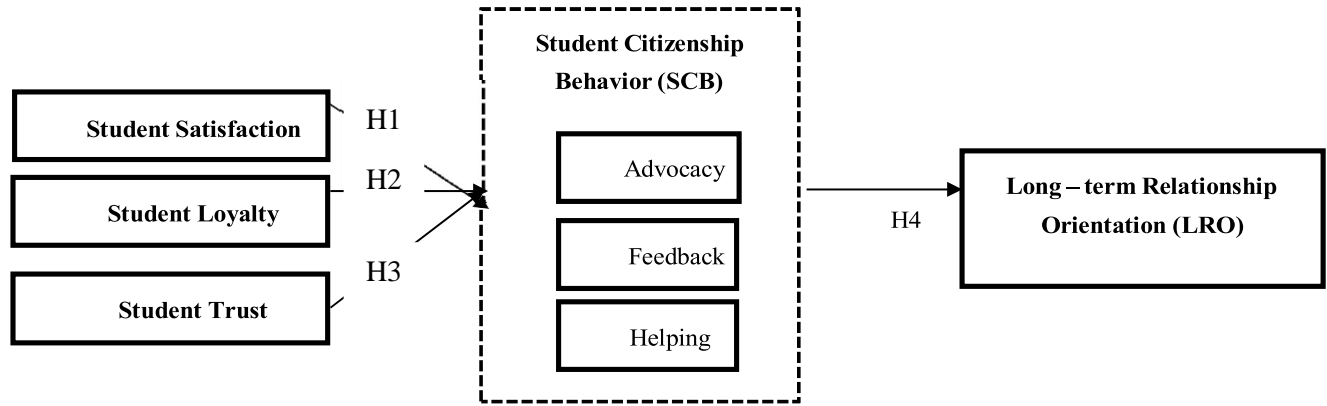 Student Satisfaction
Student Loyalty
Student Trust
H1
H2
H3
Student Citizenship
Behavior (SCB)
Advocacy
Feedback
Helping
H4
Long – term Relationship
Orientation (LRO)